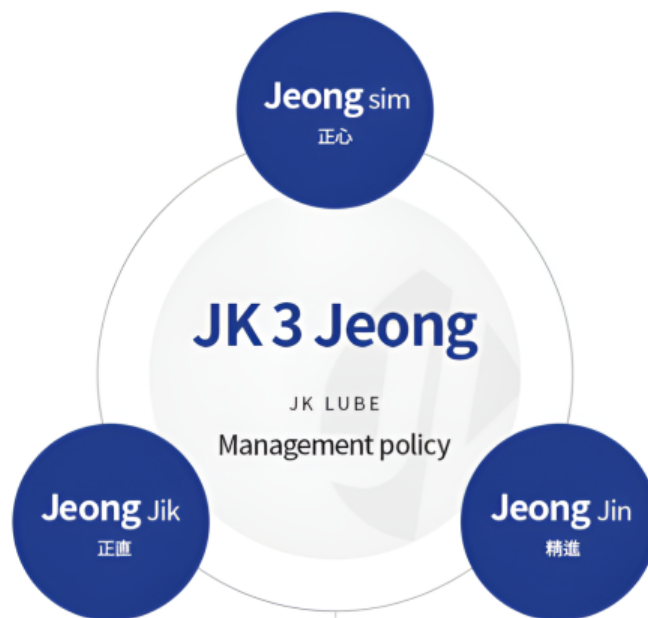 Jeong sim
正心
JK 3 Jeong
JK LUBE
Management policy
Jeong Jik
正直
Jeong Jin
精進